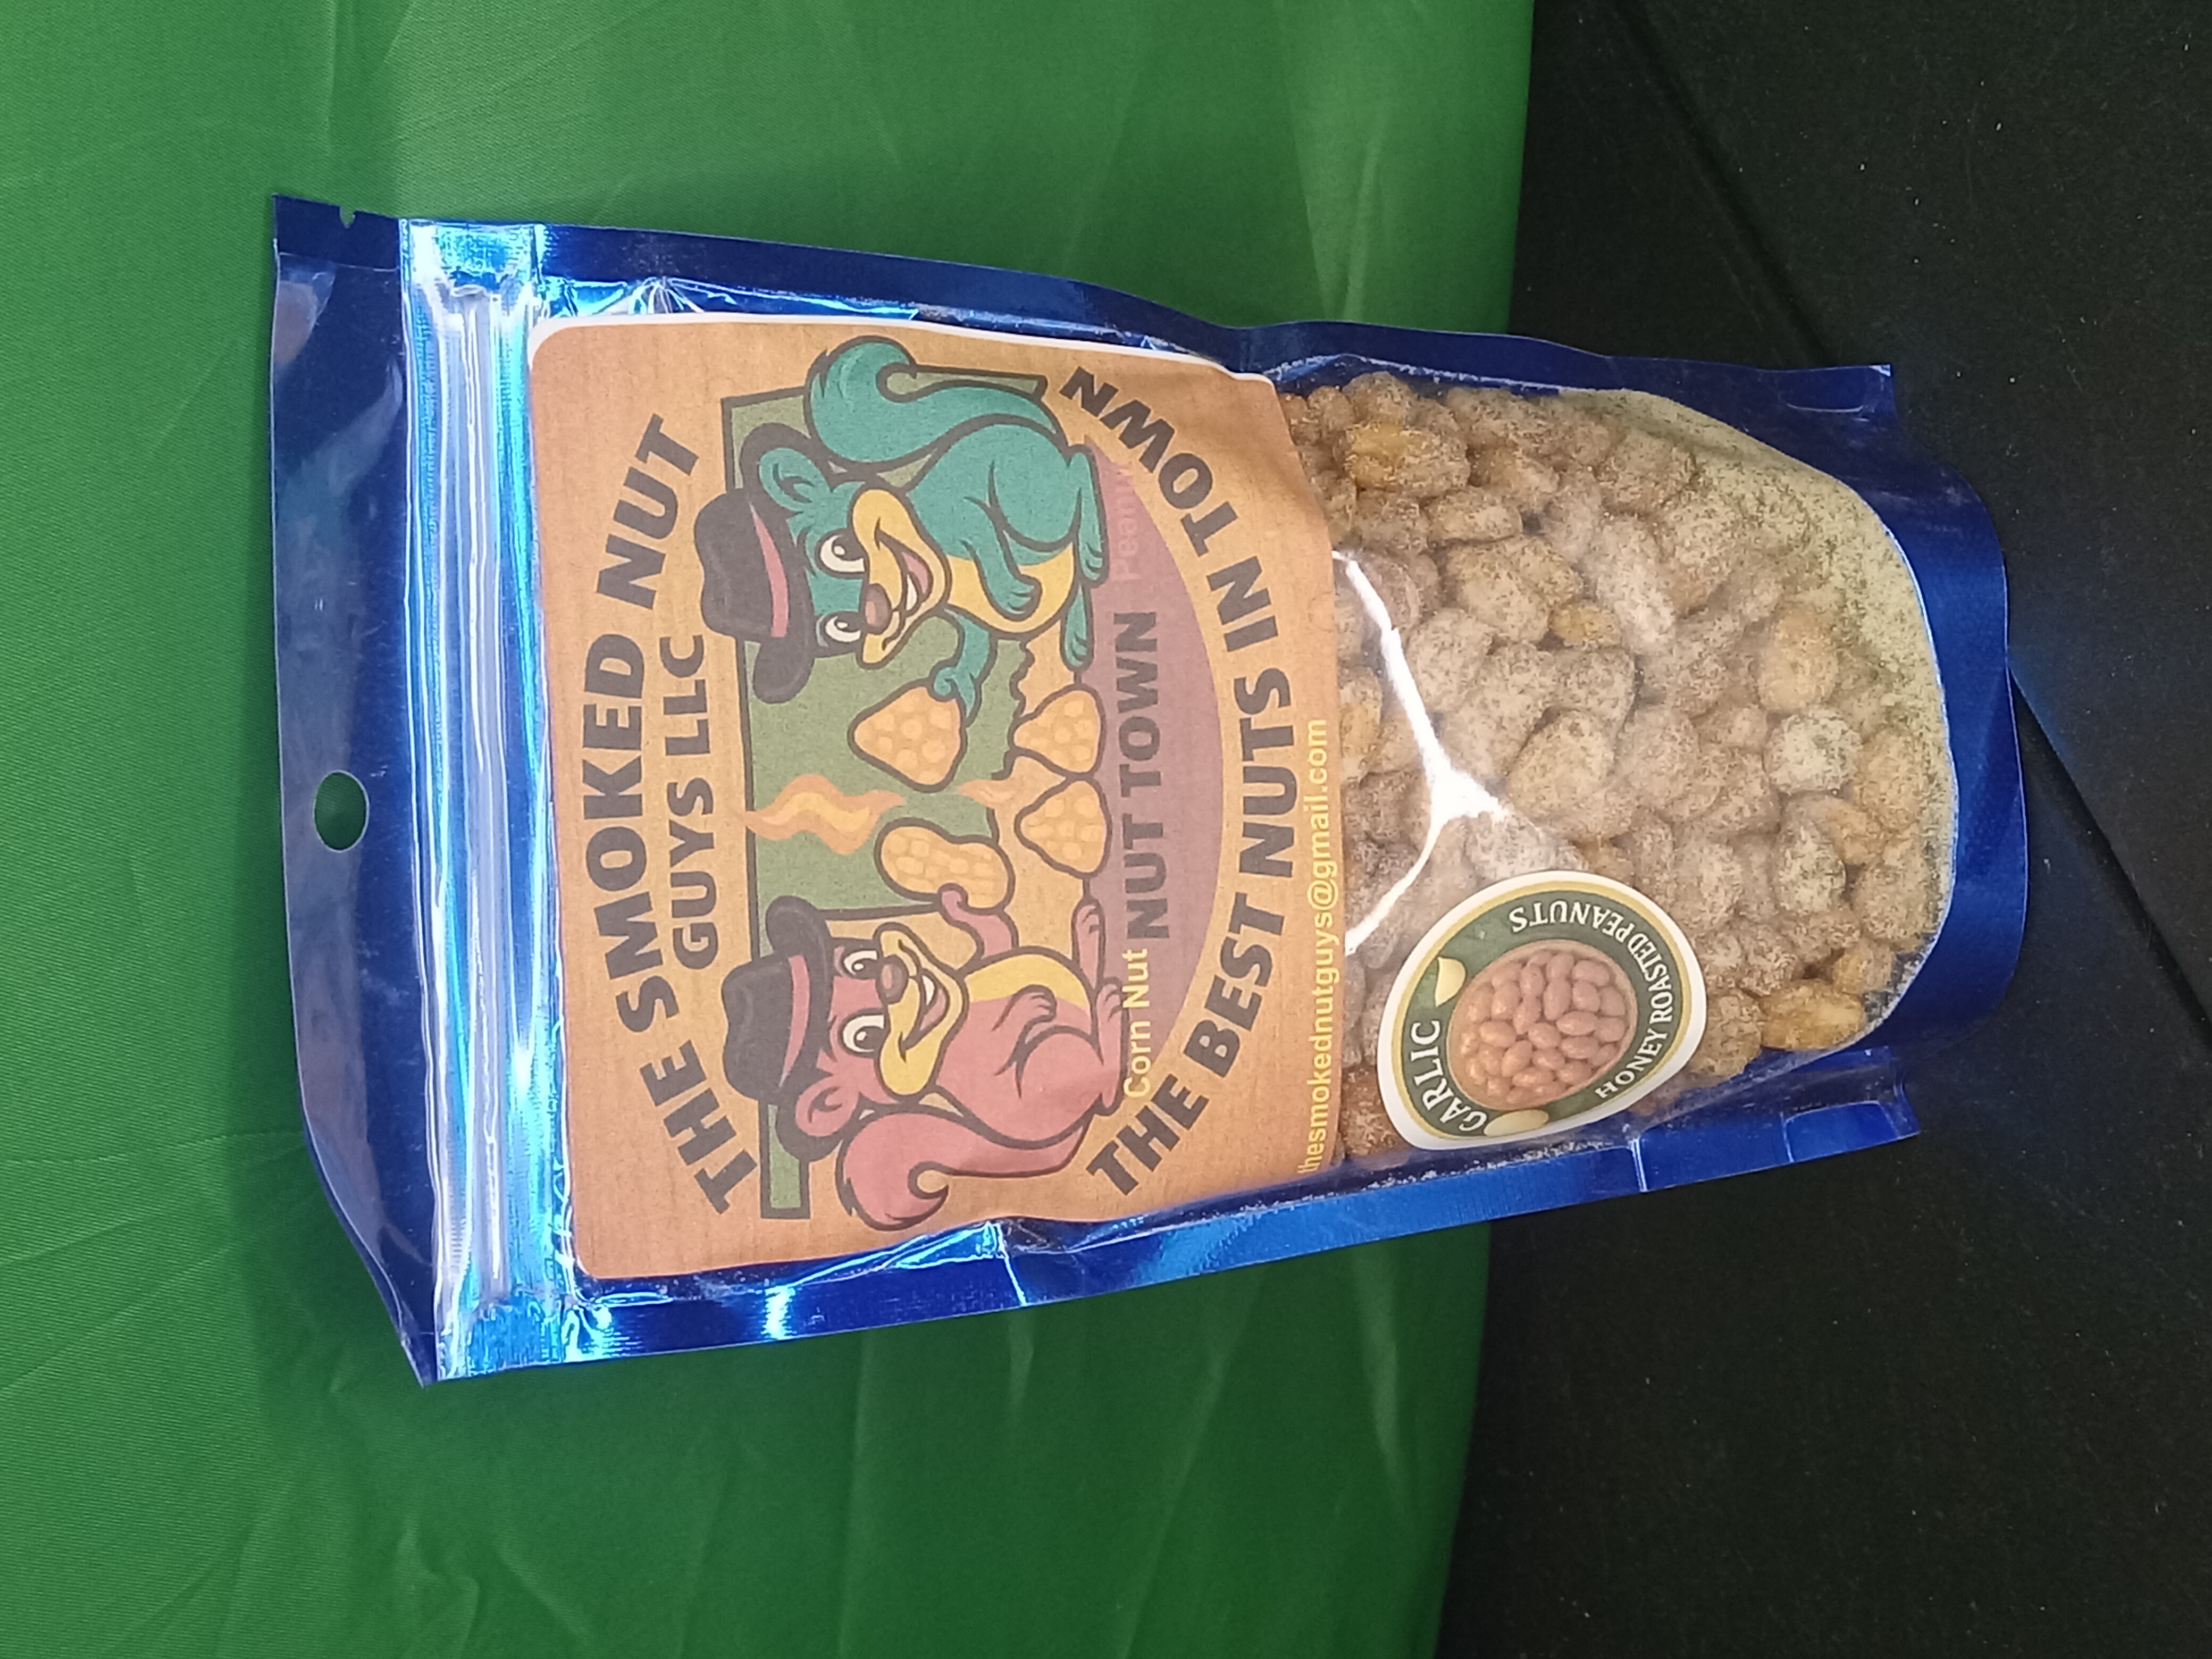 THE SMOKED NUT
GUYS LLC
Corn Nut
Peanut
NUT TOWN
THE BEST NUTS IN TOWN
thesmokednutguys@gmail.com
GARLIC
HONEY ROASTED PEANUTS